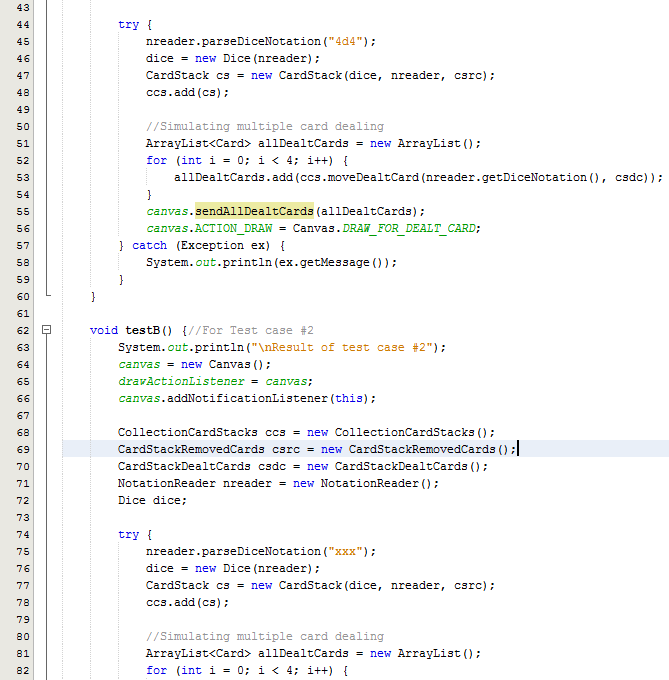 43
44 try {
45 nreader.parseDiceNotation("4d4");
46 dice = new Dice(nreader);
47 CardStack cs = new CardStack(dice, nreader, csrc);
48 ccs.add(cs);
49
50 //Simulating multiple card dealing
51 ArrayList<Card> allDealtCards = new ArrayList();
52 for (int i = 0; i < 4; i++) {
53 allDealtCards.add(ccs.moveDealtCard(nreader.getDiceNotation(), csdc));
54 }
55 canvas.sendAllDealtCards(allDealtCards);
56 canvas.ACTION_DRAW = Canvas.DRAW_FOR_DEALT_CARD;
57 } catch (Exception ex) {
58 System.out.println(ex.getMessage());
59 }
60 }
61
62 void testB() {//For Test case #2
63 System.out.println("\nResult of test case #2");
64 canvas = new Canvas();
65 drawActionListener = canvas;
66 canvas.addNotificationListener(this);
67
68 CollectionCardStacks ccs = new CollectionCardStacks();
69 CardStackRemovedCards csrc = new CardStackRemovedCards();
70 CardStackDealtCards csdc = new CardStackDealtCards();
71 NotationReader nreader = new NotationReader();
72 Dice dice;
73
74 try {
75 nreader.parseDiceNotation("xxx");
76 dice = new Dice(nreader);
77 CardStack cs = new CardStack(dice, nreader, csrc);
78 ccs.add(cs);
79
80 //Simulating multiple card dealing
81 ArrayList<Card> allDealtCards = new ArrayList();
82 for (int i = 0; i < 4; i++) {